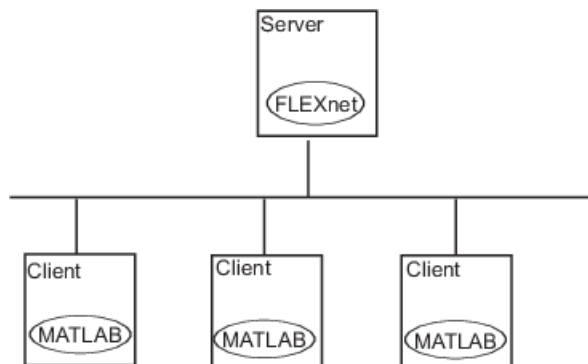 Server
FLEXnet
Client
Client
Client
MATLAB
MATLAB
MATLAB